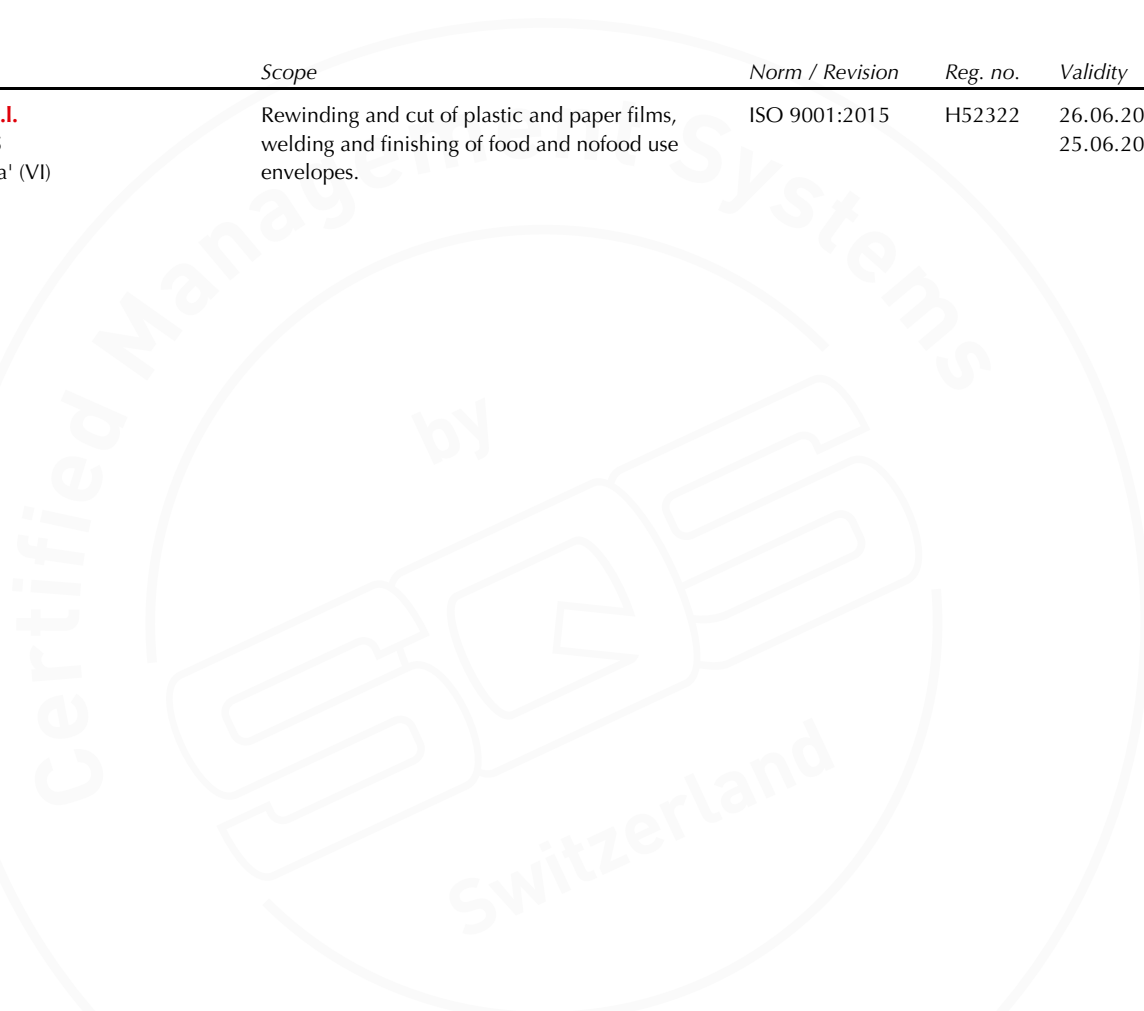 Scope Norm / Revision Reg. no. Validity
.l. Rewinding and cut of plastic and paper films, ISO 9001:2015 H52322 26.06.20
welding and finishing of food and nofood use 25.06.20
a' (VI) envelopes.
Certified Management Systems
by
SQS
Switzerland